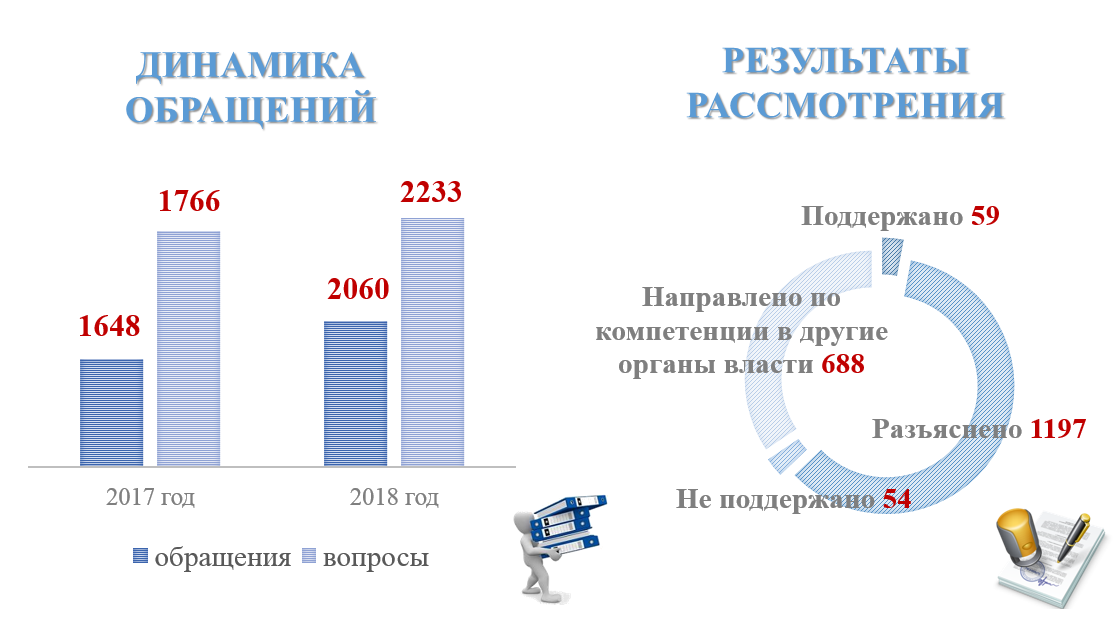 ДИНАМИКА
ОБРАЩЕНИЙ
1766
2233
1648
2060
2017 год
2018 год
обращения
вопросы
РЕЗУЛЬТАТЫ
РАССМОТРЕНИЯ
Поддержано 59
Направлено по
компетенции в другие
органы власти 688
Разъяснено 1197
Не поддержано 54